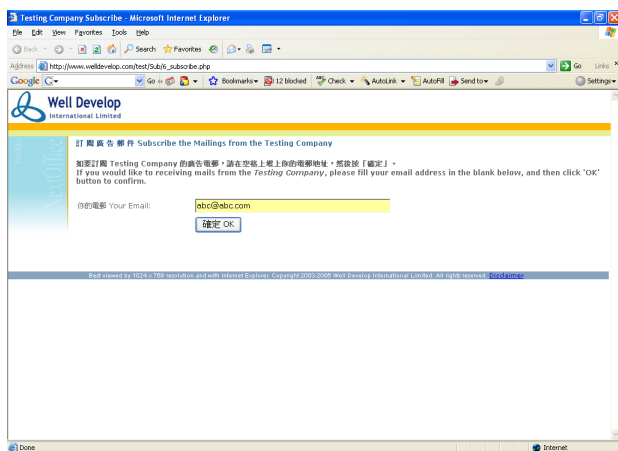 Testing Company Subscribe - Microsoft Internet Explorer
File Edit View Favorites Tools Help
Back Search Favorites
Address http://www.welldevelop.com/test/Sub/6_subscribe.php Go Links
Google Go Bookmarks 12 blocked Check AutoLink AutoFill Send to Settings
Well Develop
International Limited
NextOffice
訂閱廣告郵件 Subscribe the Mailings from the Testing Company
如要訂閱 Testing Company 的廣告電郵，請在空格上填上你的電郵地址，然後按「確定」。
If you would like to receiving mails from the Testing Company, please fill your email address in the blank below, and then click 'OK'
button to confirm.
你的電郵 Your Email: abc@abc.com
確定 OK
Best viewed by 1024 x 768 resolution and with Internet Explorer. Copyright 2003-2006 Well Develop International Limited. All rights reserved. Disclaimer
Done Internet